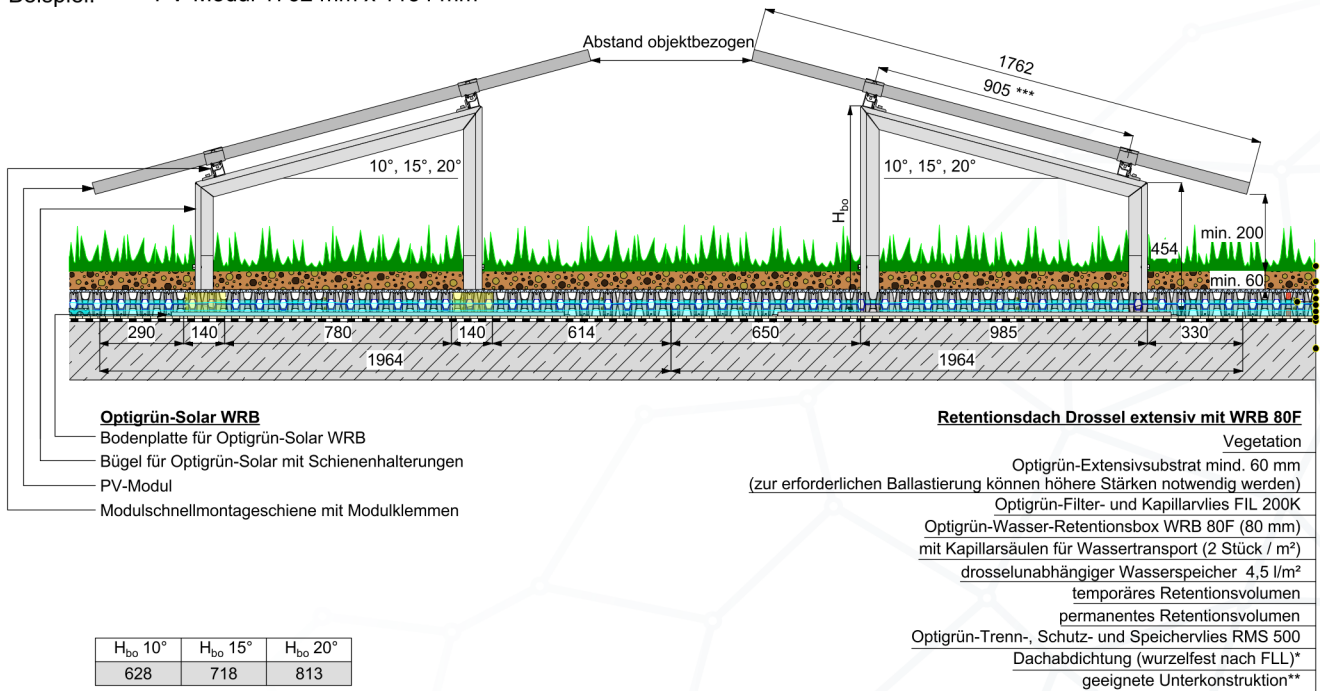 Abstand objektbezogen
1762
905 ***
10°, 15°, 20°
10°, 15°, 20°
Hbo
454
min. 200
min. 60
290
140
780
140
614
650
985
330
1964
1964
Optigrün-Solar WRB
Bodenplatte für Optigrün-Solar WRB
Bügel für Optigrün-Solar mit Schienenhalterungen
PV-Modul
Modulschnellmontageschiene mit Modulklemmen
Retentionsdach Drossel extensiv mit WRB 80F
Vegetation
Optigrün-Extensivsubstrat mind. 60 mm
(zur erforderlichen Ballastierung können höhere Stärken notwendig werden)
Optigrün-Filter- und Kapillarvlies FIL 200K
Optigrün-Wasser-Retentionsbox WRB 80F (80 mm)
mit Kapillarsäulen für Wassertransport (2 Stück / m²)
drosselunabhängiger Wasserspeicher 4,5 l/m²
temporäres Retentionsvolumen
permanentes Retentionsvolumen
Optigrün-Trenn-, Schutz- und Speichervlies RMS 500
Dachabdichtung (wurzelfest nach FLL)*
geeignete Unterkonstruktion**
Hbo 10° Hbo 15° Hbo 20°
628 718 813